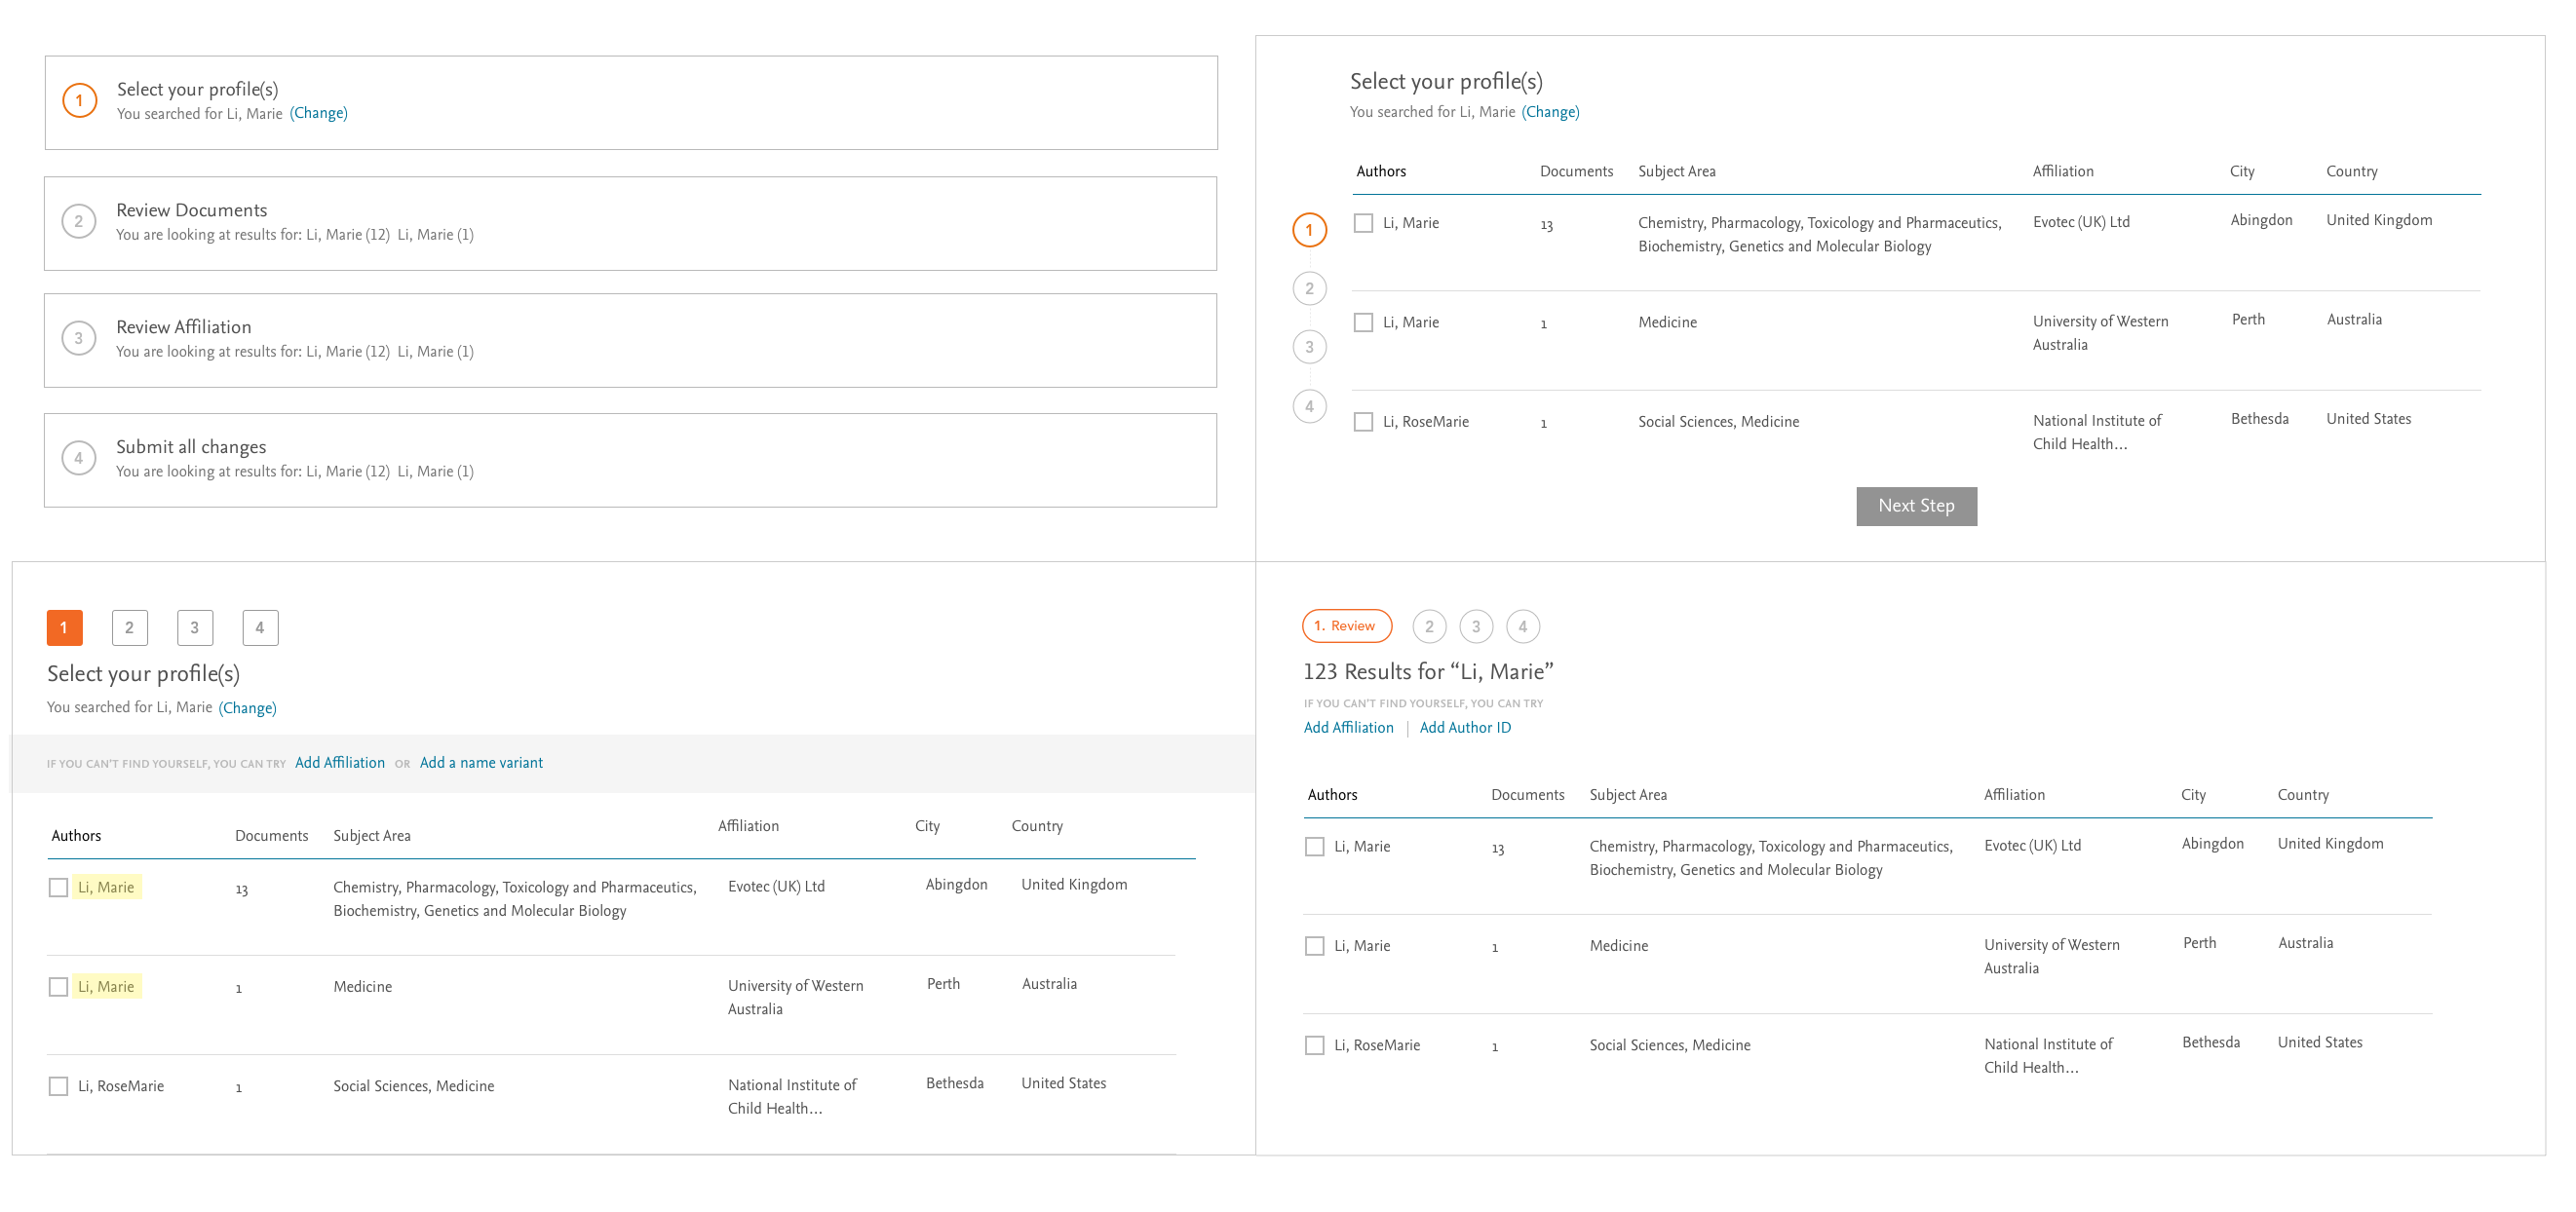 1
Select your profile(s)
You searched for Li, Marie (Change)
2
Review Documents
You are looking at results for: Li, Marie (12) Li, Marie (1)
3
Review Affiliation
You are looking at results for: Li, Marie (12) Li, Marie (1)
4
Submit all changes
You are looking at results for: Li, Marie (12) Li, Marie (1)
Select your profile(s)
You searched for Li, Marie (Change)
Authors Documents Subject Area Affiliation City Country
1
2
3
4
Li, Marie 13 Chemistry, Pharmacology, Toxicology and Pharmaceutics, Evotec (UK) Ltd Abingdon United Kingdom
Biochemistry, Genetics and Molecular Biology
Li, Marie 1 Medicine University of Western Perth Australia
Australia
Li, RoseMarie 1 Social Sciences, Medicine National Institute of Bethesda United States
Child Health...
Next Step
1 2 3 4
Select your profile(s)
You searched for Li, Marie (Change)
IF YOU CAN'T FIND YOURSELF, YOU CAN TRY Add Affiliation OR Add a name variant
Authors Documents Subject Area Affiliation City Country
Li, Marie 13 Chemistry, Pharmacology, Toxicology and Pharmaceutics, Evotec (UK) Ltd Abingdon United Kingdom
Biochemistry, Genetics and Molecular Biology
Li, Marie 1 Medicine University of Western Perth Australia
Australia
Li, RoseMarie 1 Social Sciences, Medicine National Institute of Bethesda United States
Child Health...
1. Review 2 3 4
123 Results for “Li, Marie”
IF YOU CAN'T FIND YOURSELF, YOU CAN TRY
Add Affiliation | Add Author ID
Authors Documents Subject Area Affiliation City Country
Li, Marie 13 Chemistry, Pharmacology, Toxicology and Pharmaceutics, Evotec (UK) Ltd Abingdon United Kingdom
Biochemistry, Genetics and Molecular Biology
Li, Marie 1 Medicine University of Western Perth Australia
Australia
Li, RoseMarie 1 Social Sciences, Medicine National Institute of Bethesda United States
Child Health...